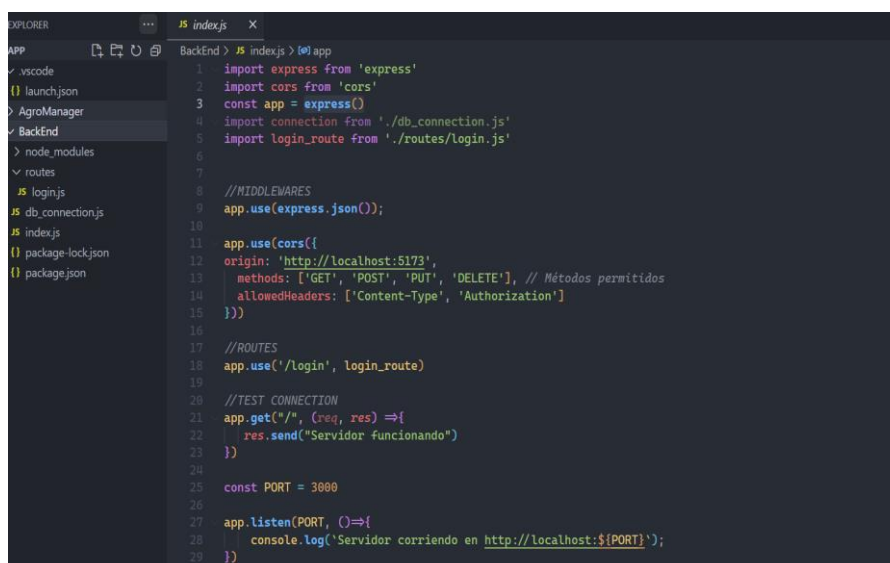 EXPLORER
···
APP
.vscode
{} launch.json
AgroManager
BackEnd
node_modules
routes
JS login.js
JS db_connection.js
JS index.js
{} package-lock.json
{} package.json
JS index.js X
BackEnd > JS index.js > app
1 import express from 'express'
2 import cors from 'cors'
3 const app = express()
4 import connection from './db_connection.js'
5 import login_route from './routes/login.js'
6
7
8 //MIDDLEWARES
9 app.use(express.json());
10
11 app.use(cors({
12 origin: 'http://localhost:5173',
13 methods: ['GET', 'POST', 'PUT', 'DELETE'], // Métodos permitidos
14 allowedHeaders: ['Content-Type', 'Authorization']
15 }))
16
17 //ROUTES
18 app.use('/login', login_route)
19
20 //TEST CONNECTION
21 app.get("/", (req, res) =>{
22 res.send("Servidor funcionando")
23 })
24
25 const PORT = 3000
26
27 app.listen(PORT, ()=>{
28 console.log(`Servidor corriendo en http://localhost:${PORT}`);
29 })